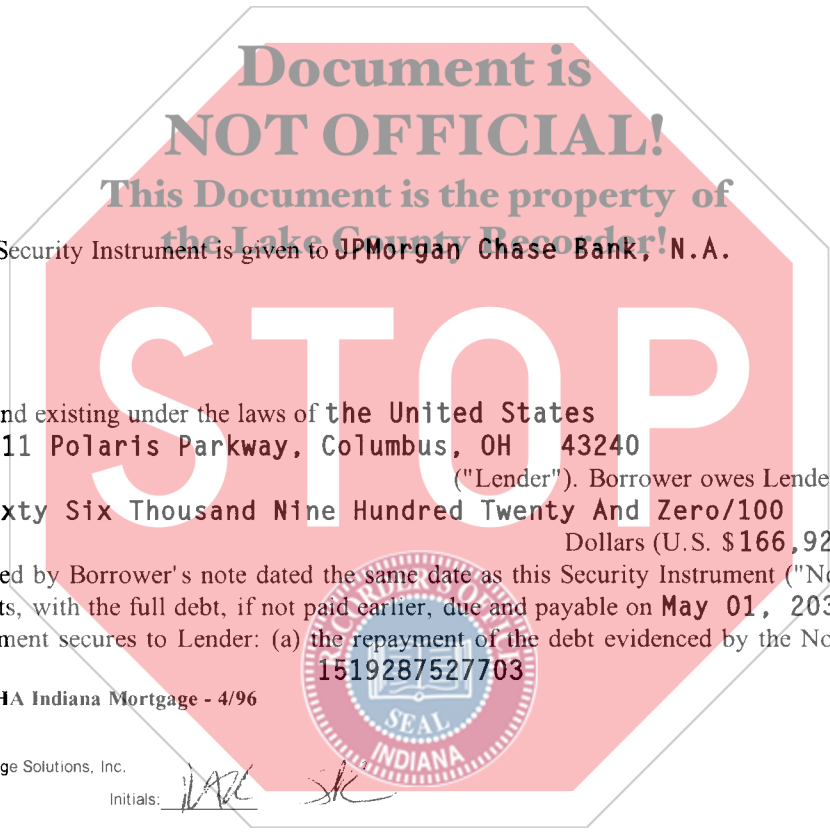 Document is
NOT OFFICIAL!
This Document is the property of
the Lake County Recorder!
Security Instrument is given to JPMorgan Chase Bank, N.A.
STOP
nd existing under the laws of the United States
11 Polaris Parkway, Columbus, OH 43240
("Lender"). Borrower owes Lende
xty Six Thousand Nine Hundred Twenty And Zero/100
Dollars (U.S. $166,92
ed by Borrower's note dated the same date as this Security Instrument ("No
ts, with the full debt, if not paid earlier, due and payable on May 01, 203
ment secures to Lender: (a) the repayment of the debt evidenced by the No
RECORDER'S OFFICE
1519287527703
HA Indiana Mortgage - 4/96
SEAL
INDIANA
ge Solutions, Inc.
Initials: